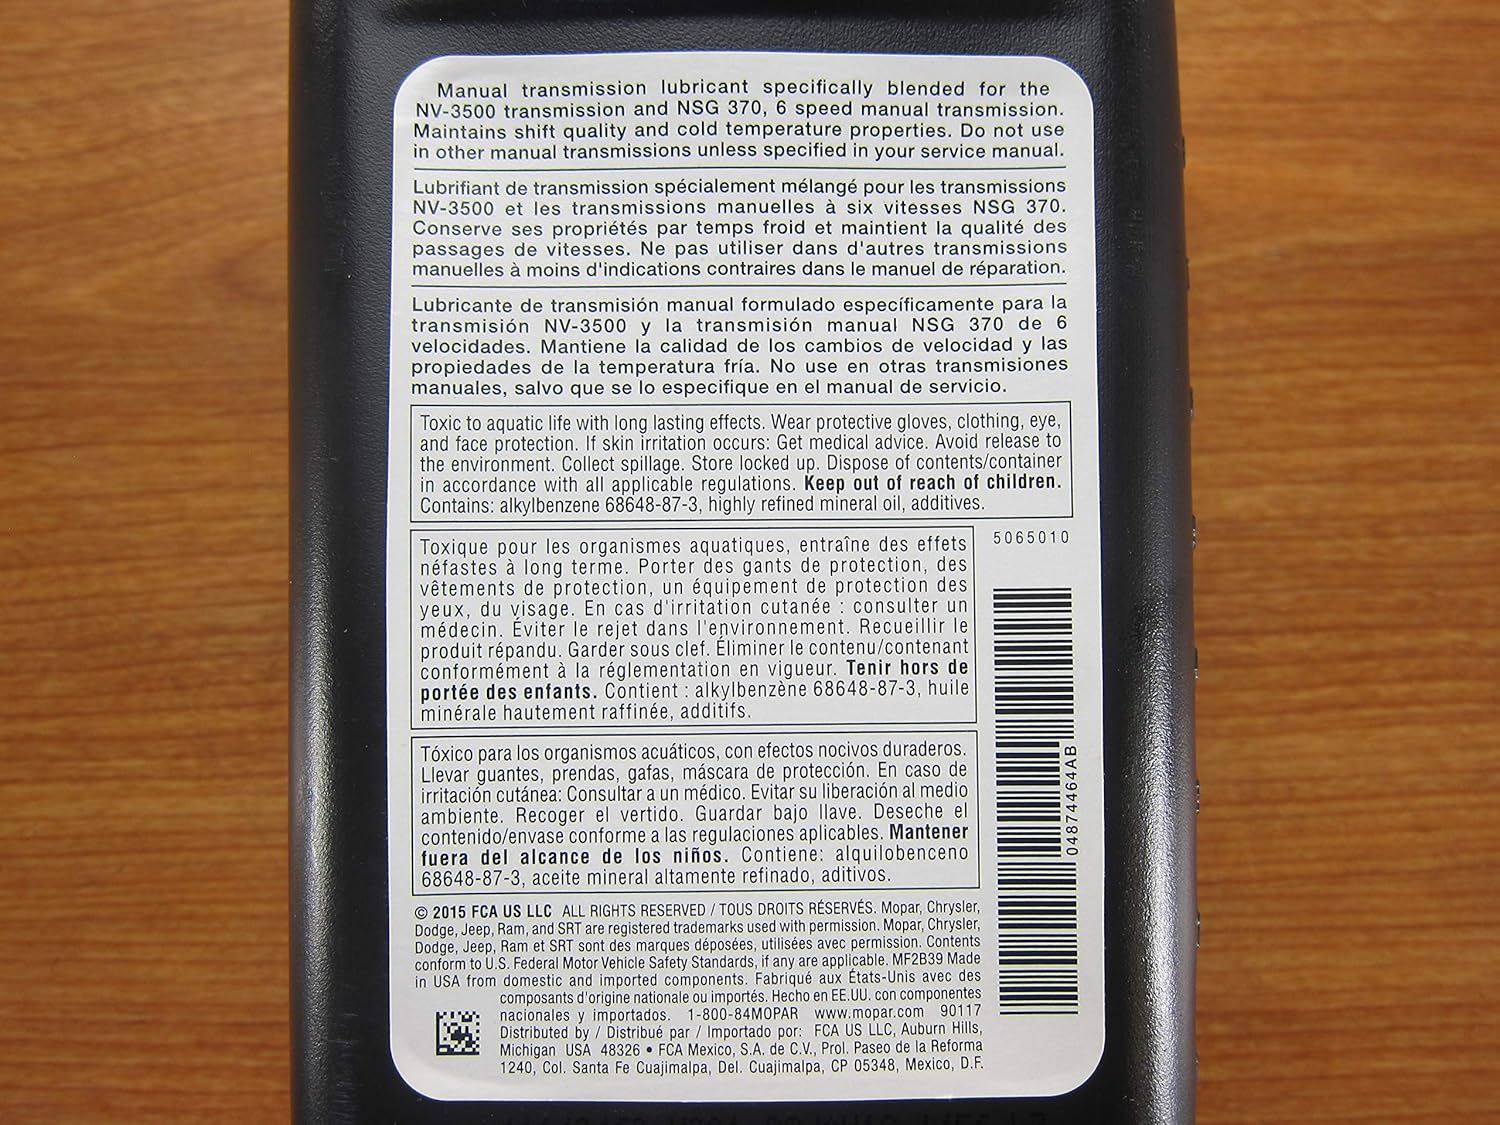 Manual transmission lubricant specifically blended for the
NV-3500 transmission and NSG 370, 6 speed manual transmission.
Maintains shift quality and cold temperature properties. Do not use
in other manual transmissions unless specified in your service manual.
Lubrifiant de transmission spécialement mélangé pour les transmissions
NV-3500 et les transmissions manuelles à six vitesses NSG 370.
Conserve ses propriétés par temps froid et maintient la qualité des
passages de vitesses. Ne pas utiliser dans d'autres transmissions
manuelles à moins d'indications contraires dans le manuel de réparation.
Lubricante de transmisión manual formulado específicamente para la
transmisión NV-3500 y la transmisión manual NSG 370 de 6
velocidades. Mantiene la calidad de los cambios de velocidad y las
propiedades de la temperatura fría. No use en otras transmisiones
manuales, salvo que se lo especifique en el manual de servicio.
Toxic to aquatic life with long lasting effects. Wear protective gloves, clothing, eye,
and face protection. If skin irritation occurs: Get medical advice. Avoid release to
the environment. Collect spillage. Store locked up. Dispose of contents/container
in accordance with all applicable regulations. Keep out of reach of children.
Contains: alkylbenzene 68648-87-3, highly refined mineral oil, additives.
Toxique pour les organismes aquatiques, entraîne des effets
néfastes à long terme. Porter des gants de protection, des
vêtements de protection, un équipement de protection des
yeux, du visage. En cas d'irritation cutanée : consulter un
médecin. Éviter le rejet dans l'environnement. Recueillir le
produit répandu. Garder sous clef. Éliminer le contenu/contenant
conformément à la réglementation en vigueur. Tenir hors de
portée des enfants. Contient : alkylbenzène 68648-87-3, huile
minérale hautement raffinée, additifs.
5065010
04874464AB
Tóxico para los organismos acuáticos, con efectos nocivos duraderos.
Llevar guantes, prendas, gafas, máscara de protección. En caso de
irritación cutánea: Consultar a un médico. Evitar su liberación al medio
ambiente. Recoger el vertido. Guardar bajo llave. Deseche el
contenido/envase conforme a las regulaciones aplicables. Mantener
fuera del alcance de los niños. Contiene: alquilobenceno
68648-87-3, aceite mineral altamente refinado, aditivos.
© 2015 FCA US LLC ALL RIGHTS RESERVED / TOUS DROITS RÉSERVÉS. Mopar, Chrysler,
Dodge, Jeep, Ram, and SRT are registered trademarks used with permission. Mopar, Chrysler,
Dodge, Jeep, Ram et SRT sont des marques déposées, utilisées avec permission. Contents
conform to U.S. Federal Motor Vehicle Safety Standards, if any are applicable. MF2B39 Made
in USA from domestic and imported components. Fabriqué aux États-Unis avec des
composants d'origine nationale ou importés. Hecho en EE.UU. con componentes
nacionales y importados. 1-800-84MOPAR www.mopar.com 90117
Distributed by / Distribué par / Importado por: FCA US LLC, Auburn Hills,
Michigan USA 48326 • FCA Mexico, S.A. de C.V., Prol. Paseo de la Reforma
1240, Col. Santa Fe Cuajimalpa, Del. Cuajimalpa, CP 05348, Mexico, D.F.